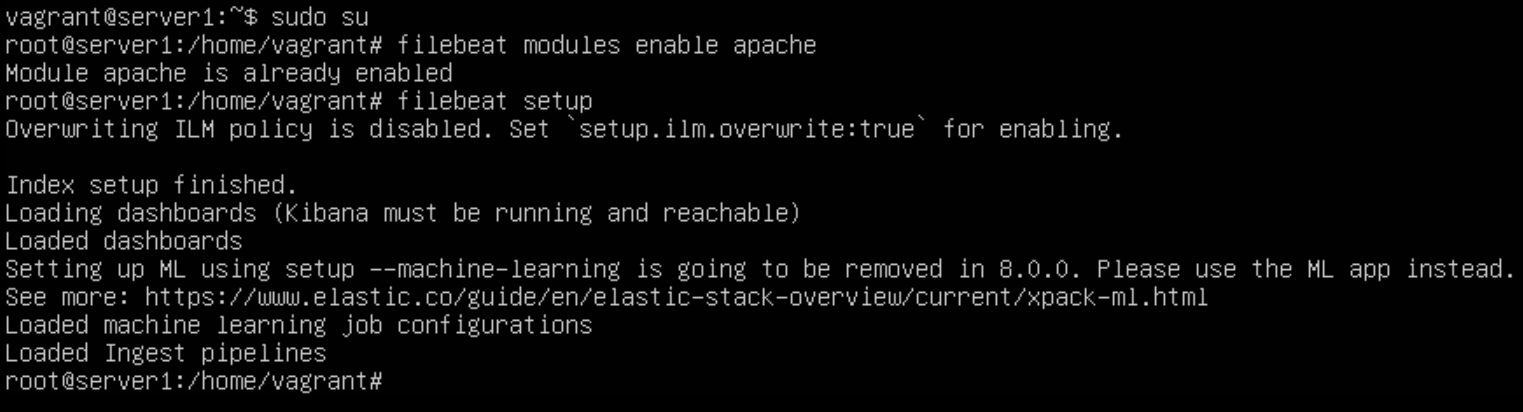 vagrant@server1:~$ sudo su
root@server1:/home/vagrant# filebeat modules enable apache
Module apache is already enabled
root@server1:/home/vagrant# filebeat setup
Overwriting ILM policy is disabled. Set `setup.ilm.overwrite:true` for enabling.
Index setup finished.
Loading dashboards (Kibana must be running and reachable)
Loaded dashboards
Setting up ML using setup --machine-learning is going to be removed in 8.0.0. Please use the ML app instead.
See more: https://www.elastic.co/guide/en/elastic-stack-overview/current/xpack-ml.html
Loaded machine learning job configurations
Loaded Ingest pipelines
root@server1:/home/vagrant#